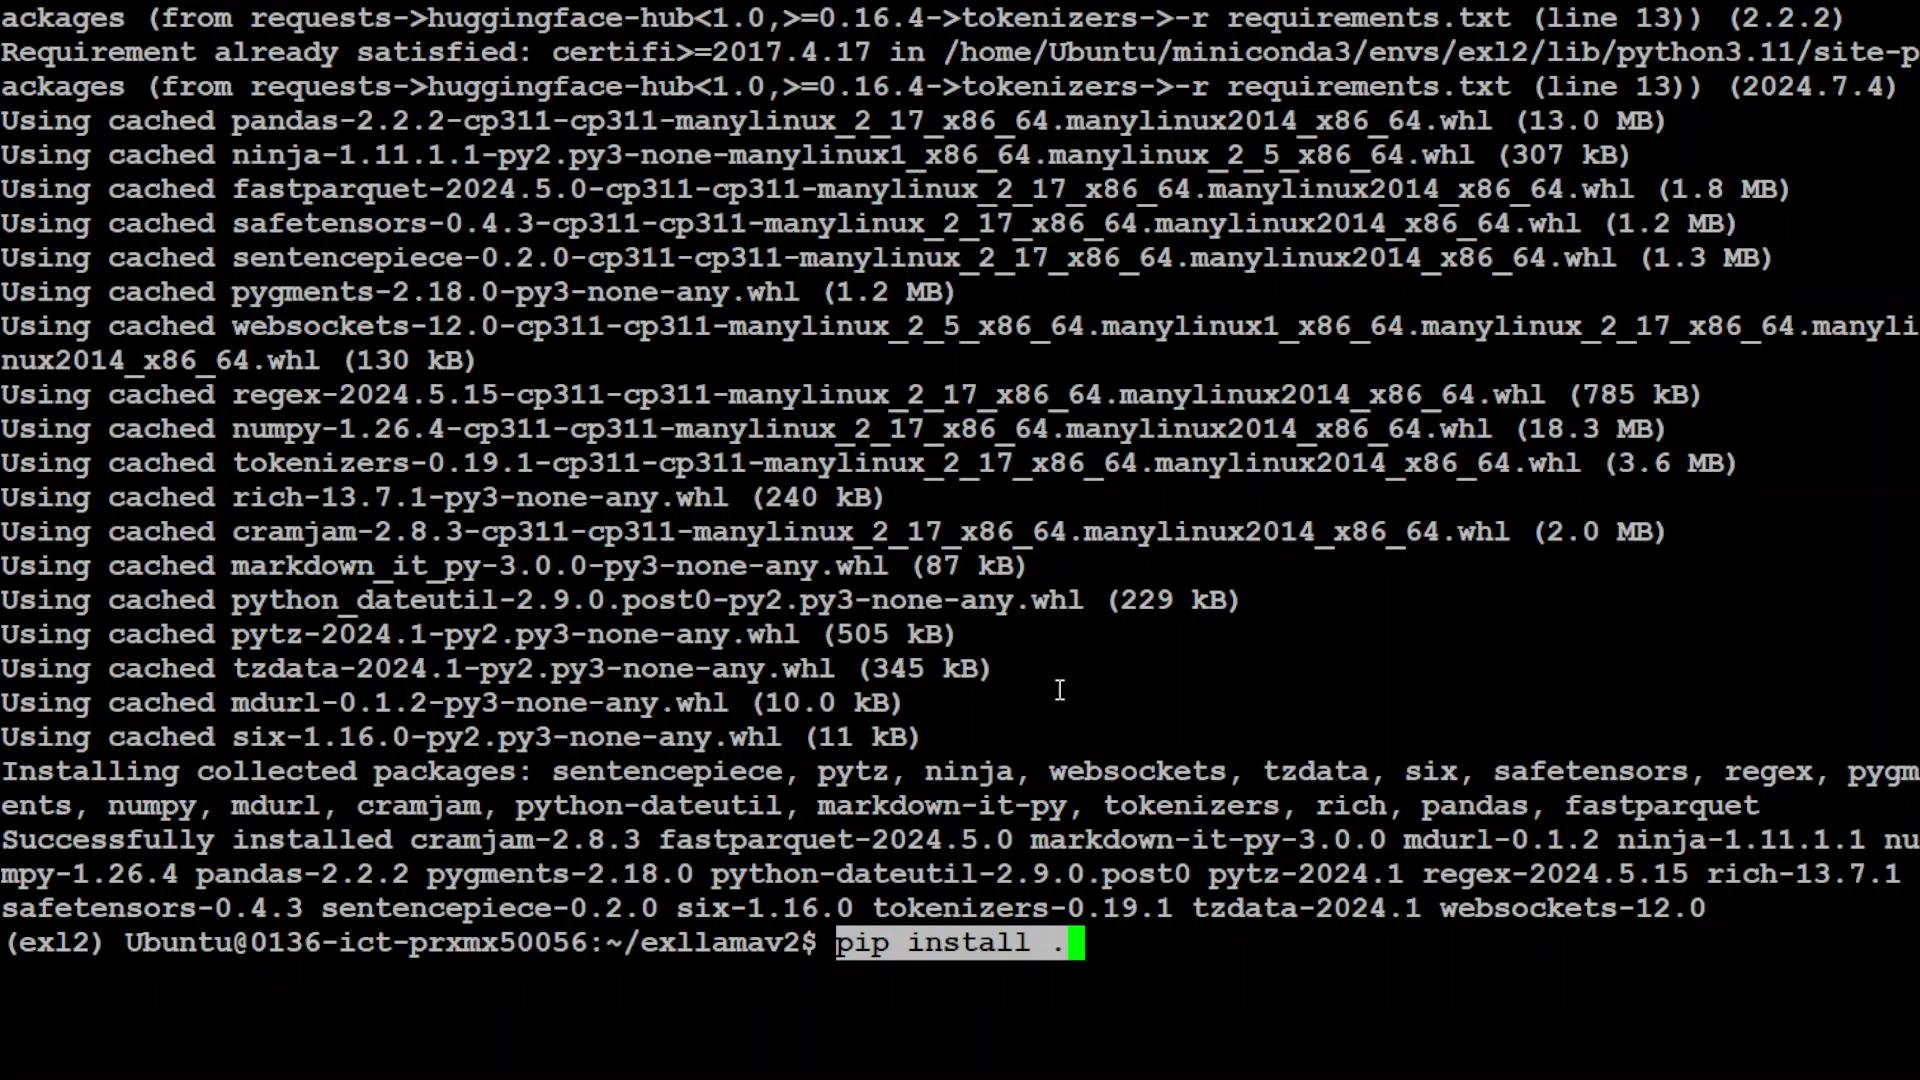 ackages (from requests->huggingface-hub<1.0,>=0.16.4->tokenizers->-r requirements.txt (line 13)) (2.2.2)
Requirement already satisfied: certifi>=2017.4.17 in /home/Ubuntu/miniconda3/envs/exl2/lib/python3.11/site-p
ackages (from requests->huggingface-hub<1.0,>=0.16.4->tokenizers->-r requirements.txt (line 13)) (2024.7.4)
Using cached pandas-2.2.2-cp311-cp311-manylinux_2_17_x86_64.manylinux2014_x86_64.whl (13.0 MB)
Using cached ninja-1.11.1.1-py2.py3-none-manylinux1_x86_64.manylinux_2_5_x86_64.whl (307 kB)
Using cached fastparquet-2024.5.0-cp311-cp311-manylinux_2_17_x86_64.manylinux2014_x86_64.whl (1.8 MB)
Using cached safetensors-0.4.3-cp311-cp311-manylinux_2_17_x86_64.manylinux2014_x86_64.whl (1.2 MB)
Using cached sentencepiece-0.2.0-cp311-cp311-manylinux_2_17_x86_64.manylinux2014_x86_64.whl (1.3 MB)
Using cached pygments-2.18.0-py3-none-any.whl (1.2 MB)
Using cached websockets-12.0-cp311-cp311-manylinux_2_5_x86_64.manylinux1_x86_64.manylinux_2_17_x86_64.manyli
nux2014_x86_64.whl (130 kB)
Using cached regex-2024.5.15-cp311-cp311-manylinux_2_17_x86_64.manylinux2014_x86_64.whl (785 kB)
Using cached numpy-1.26.4-cp311-cp311-manylinux_2_17_x86_64.manylinux2014_x86_64.whl (18.3 MB)
Using cached tokenizers-0.19.1-cp311-cp311-manylinux_2_17_x86_64.manylinux2014_x86_64.whl (3.6 MB)
Using cached rich-13.7.1-py3-none-any.whl (240 kB)
Using cached cramjam-2.8.3-cp311-cp311-manylinux_2_17_x86_64.manylinux2014_x86_64.whl (2.0 MB)
Using cached markdown_it_py-3.0.0-py3-none-any.whl (87 kB)
Using cached python_dateutil-2.9.0.post0-py2.py3-none-any.whl (229 kB)
Using cached pytz-2024.1-py2.py3-none-any.whl (505 kB)
Using cached tzdata-2024.1-py2.py3-none-any.whl (345 kB)
Using cached mdurl-0.1.2-py3-none-any.whl (10.0 kB)
Using cached six-1.16.0-py2.py3-none-any.whl (11 kB)
Installing collected packages: sentencepiece, pytz, ninja, websockets, tzdata, six, safetensors, regex, pygm
ents, numpy, mdurl, cramjam, python-dateutil, markdown-it-py, tokenizers, rich, pandas, fastparquet
Successfully installed cramjam-2.8.3 fastparquet-2024.5.0 markdown-it-py-3.0.0 mdurl-0.1.2 ninja-1.11.1.1 nu
mpy-1.26.4 pandas-2.2.2 pygments-2.18.0 python-dateutil-2.9.0.post0 pytz-2024.1 regex-2024.5.15 rich-13.7.1
safetensors-0.4.3 sentencepiece-0.2.0 six-1.16.0 tokenizers-0.19.1 tzdata-2024.1 websockets-12.0
(exl2) Ubuntu@0136-ict-prxmx50056:~/exllamav2$ pip install .